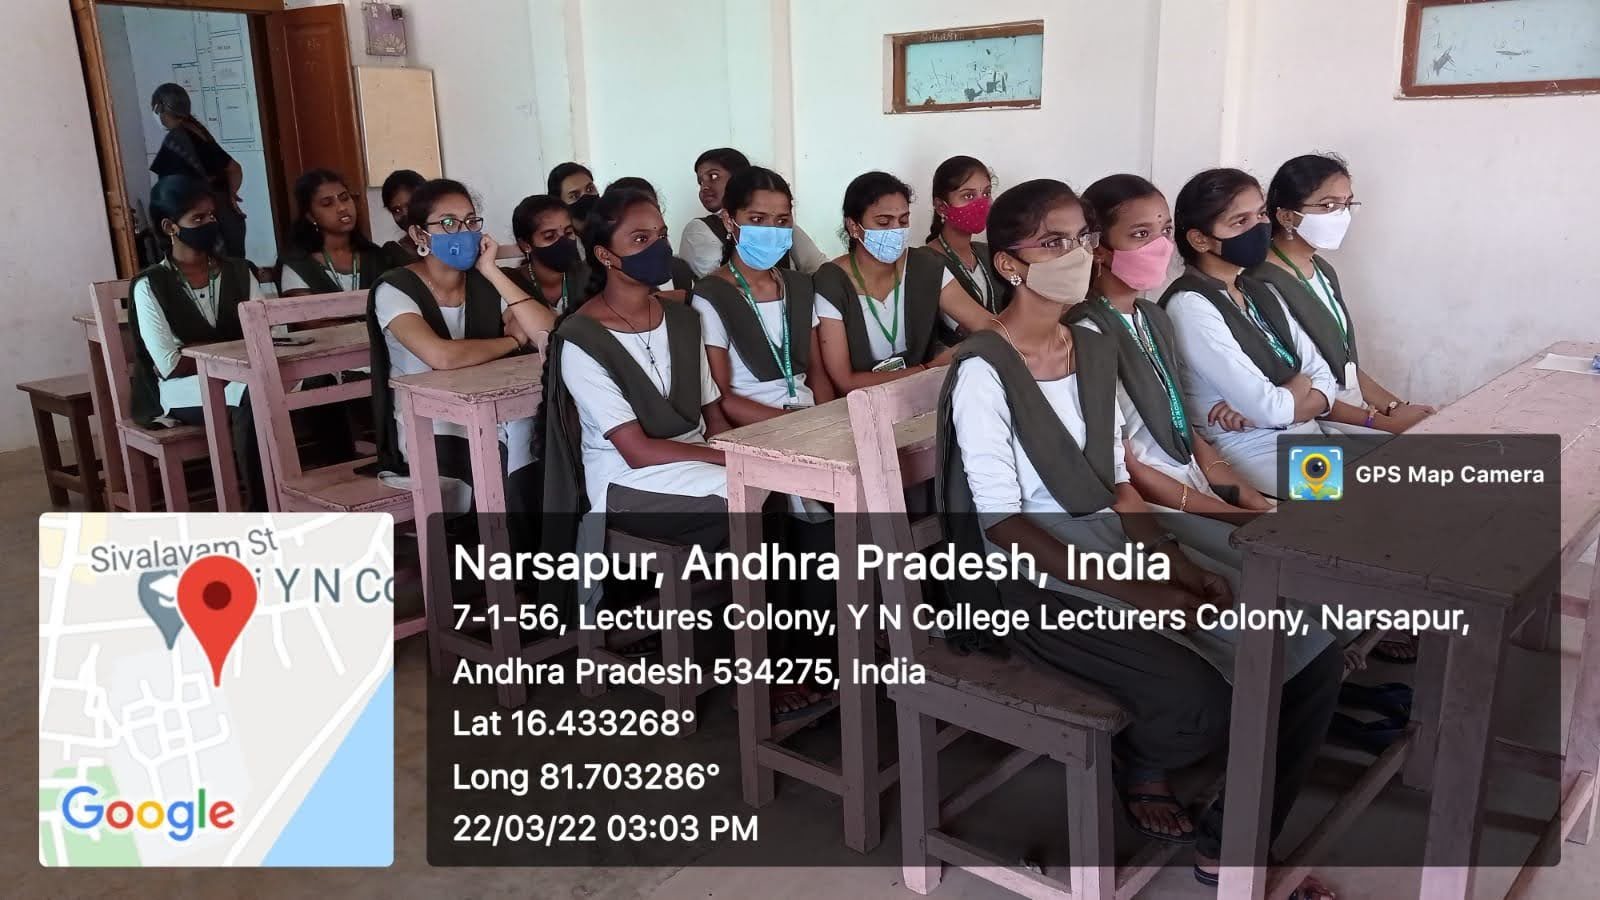 GPS Map Camera
Sivalayam St
Y N Co
Google
Narsapur, Andhra Pradesh, India
7-1-56, Lectures Colony, Y N College Lecturers Colony, Narsapur,
Andhra Pradesh 534275, India
Lat 16.433268°
Long 81.703286°
22/03/22 03:03 PM